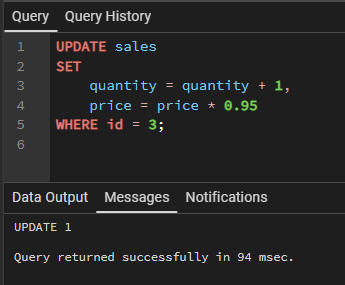 Query Query History
1 UPDATE sales
2 SET
3 quantity = quantity + 1,
4 price = price * 0.95
5 WHERE id = 3;
6
Data Output Messages Notifications
UPDATE 1
Query returned successfully in 94 msec.